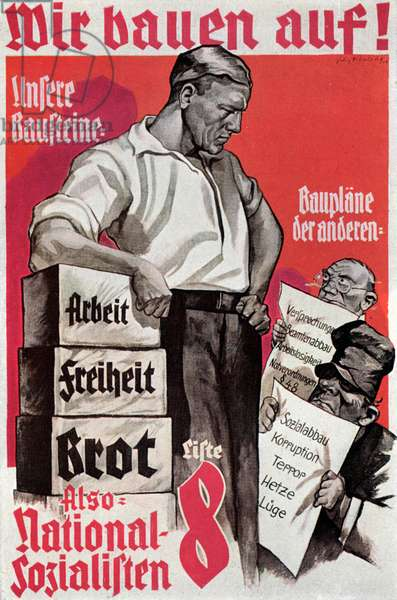 Wir bauen auf!
Unsere
Bausteine:
Baupläne
der anderen:
Arbeit
Freiheit
Brot
Versprechungen
Beamtenabbau
Arbeitslosigkeit
Notverordnungen
§ 48
Sozialabbau
Korruption
Terror
Hetze
Lüge
Liste
8
Also:
National-
Sozialisten